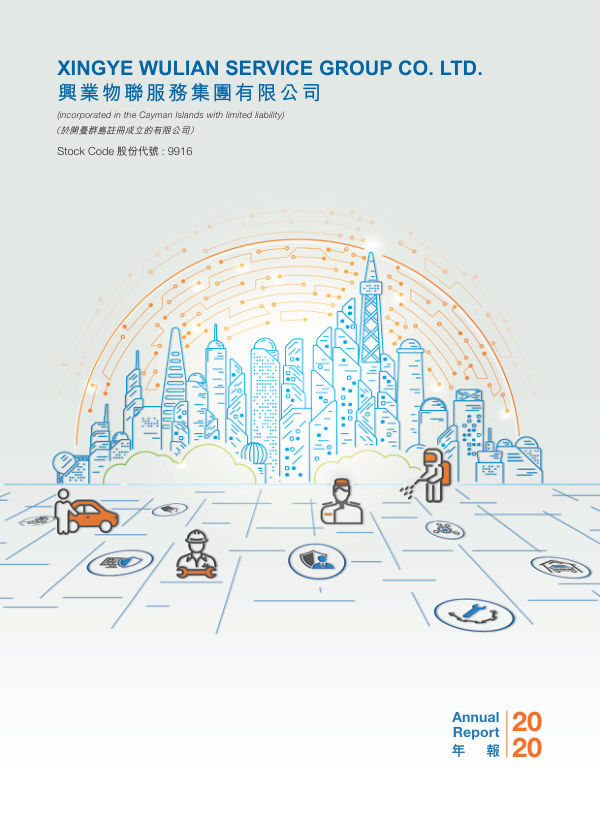 XINGYE WULIAN SERVICE GROUP CO. LTD.
興業物聯服務集團有限公司
(incorporated in the Cayman Islands with limited liability)
（於開曼群島註冊成立的有限公司）
Stock Code 股份代號 : 9916
Annual
Report
年 報
20
20